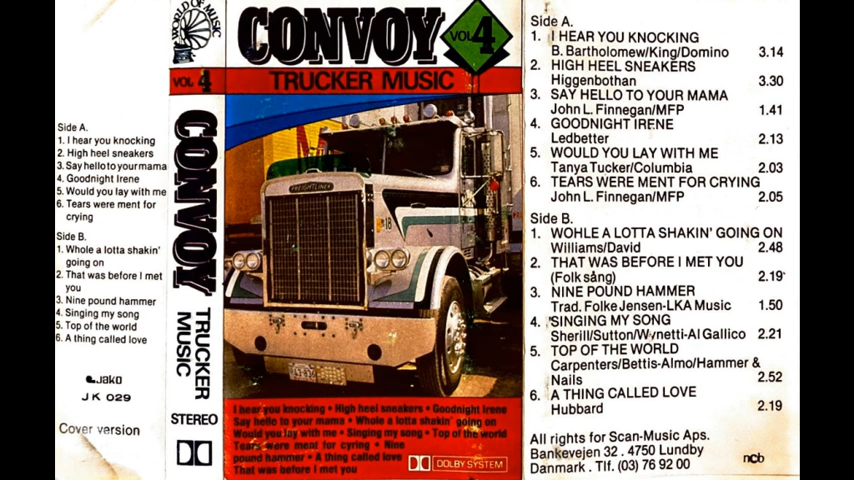 Side A.
1. I hear you knocking
2. High heel sneakers
3. Say hello to your mama
4. Goodnight Irene
5. Would you lay with me
6. Tears were ment for
crying
Side B.
1. Whole a lotta shakin'
going on
2. That was before I met
you
3. Nine pound hammer
4. Singing my song
5. Top of the world
6. A thing called love
Jako
JK 029
Cover version
WORLD OF MUSIC
VOL 4
CONVOY
TRUCKER
MUSIC
STEREO
CONVOY
VOL 4
TRUCKER MUSIC
FREIGHTLINER
18
I hear you knocking • High heel sneakers • Goodnight Irene
Say hello to your mama • Whole a lotta shakin' going on
Would you lay with me • Singing my song • Top of the world
Tears were ment for cyring • Nine
pound hammer • A thing called love
That was before I met you
DOLBY SYSTEM
Side A.
1. I HEAR YOU KNOCKING
B. Bartholomew/King/Domino 3.14
2. HIGH HEEL SNEAKERS
Higgenbothan 3.30
3. SAY HELLO TO YOUR MAMA
John L. Finnegan/MFP 1.41
4. GOODNIGHT IRENE
Ledbetter 2.13
5. WOULD YOU LAY WITH ME
Tanya Tucker/Columbia 2.03
6. TEARS WERE MENT FOR CRYING
John L. Finnegan/MFP 2.05
Side B.
1. WOHLE A LOTTA SHAKIN' GOING ON
Williams/David 2.48
2. THAT WAS BEFORE I MET YOU
(Folk sång) 2.19
3. NINE POUND HAMMER
Trad. Folke Jensen-LKA Music 1.50
4. SINGING MY SONG
Sherill/Sutton/Wynetti-Al Gallico 2.21
5. TOP OF THE WORLD
Carpenters/Bettis-Almo/Hammer &
Nails 2.52
6. A THING CALLED LOVE
Hubbard 2.19
All rights for Scan-Music Aps.
Bankevejen 32 . 4750 Lundby
Danmark . Tlf. (03) 76 92 00
ncb